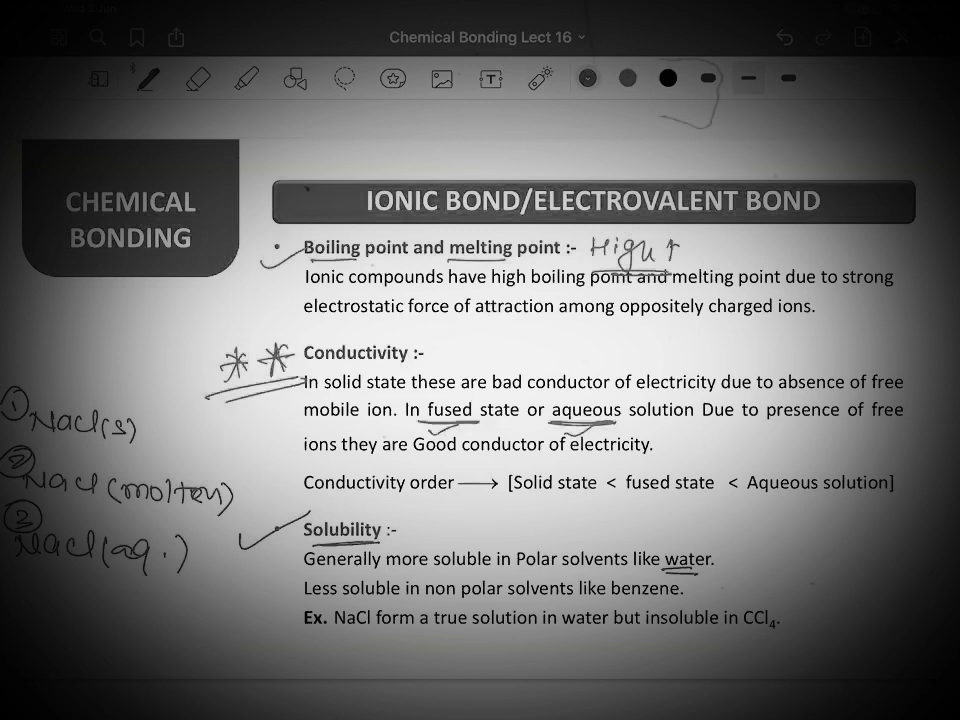 Chemical Bonding Lect 16
T
CHEMICAL
BONDING
IONIC BOND/ELECTROVALENT BOND
• Boiling point and melting point :- High ↑
Ionic compounds have high boiling point and melting point due to strong
electrostatic force of attraction among oppositely charged ions.
** Conductivity :-
In solid state these are bad conductor of electricity due to absence of free
mobile ion. In fused state or aqueous solution Due to presence of free
ions they are Good conductor of electricity.
Conductivity order ⟶ [Solid state < fused state < Aqueous solution]
① NaCl(s)
② NaCl (molten)
③ NaCl(aq.)
• Solubility :-
Generally more soluble in Polar solvents like water.
Less soluble in non polar solvents like benzene.
Ex. NaCl form a true solution in water but insoluble in CCl₄.